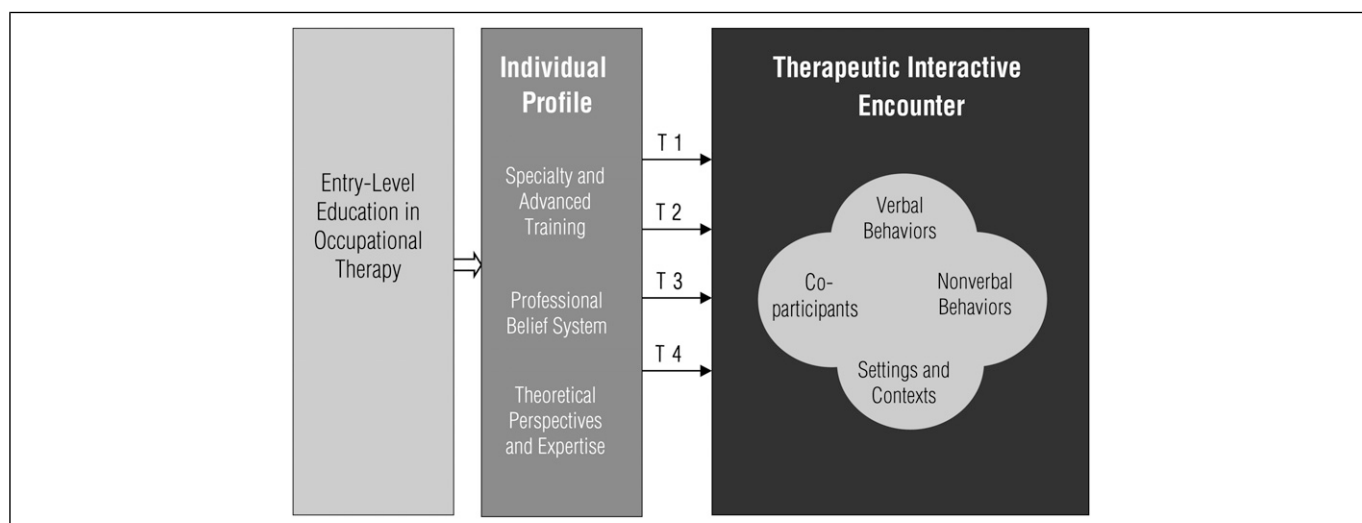 Entry-Level
Education in
Occupational
Therapy
Individual
Profile
Specialty and
Advanced
Training
Professional
Belief System
Theoretical
Perspectives
and Expertise
T 1
T 2
T 3
T 4
Therapeutic Interactive
Encounter
Verbal
Behaviors
Co-
participants
Nonverbal
Behaviors
Settings and
Contexts